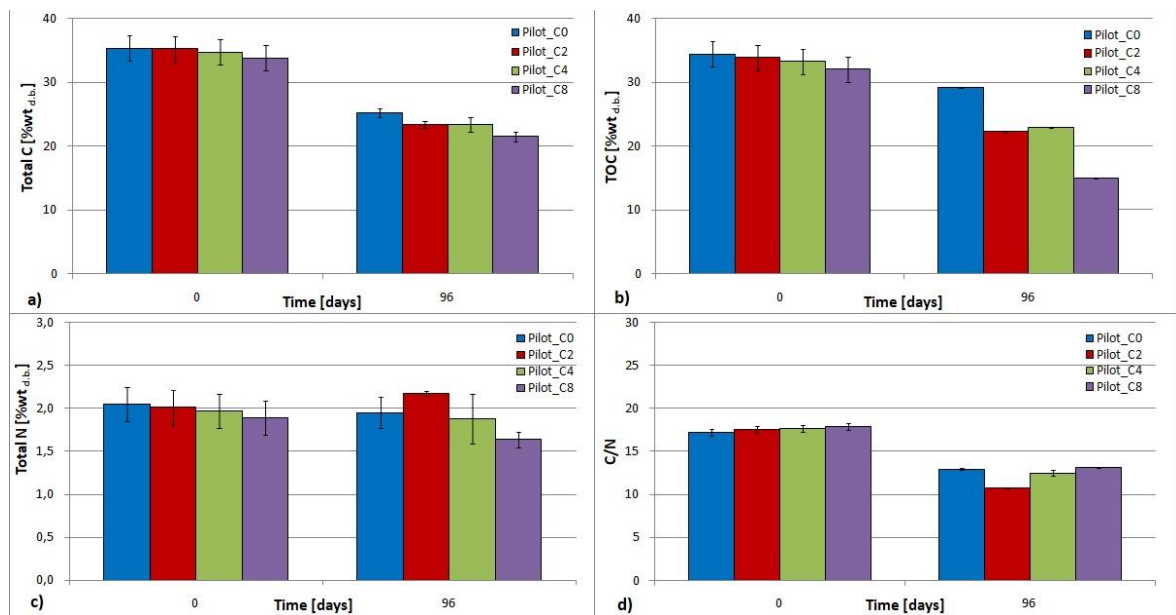 40
30
20
10
0
Total C [%wt d.b.]
Pilot_C0
Pilot_C2
Pilot_C4
Pilot_C8
0
96
Time [days]
a)
40
30
20
10
0
TOC [%wt d.b.]
Pilot_C0
Pilot_C2
Pilot_C4
Pilot_C8
0
96
Time [days]
b)
3,0
2,5
2,0
1,5
1,0
0,5
0,0
Total N [%wt d.b.]
Pilot_C0
Pilot_C2
Pilot_C4
Pilot_C8
0
96
Time [days]
c)
30
25
20
15
10
5
0
C/N
Pilot_C0
Pilot_C2
Pilot_C4
Pilot_C8
0
96
Time [days]
d)